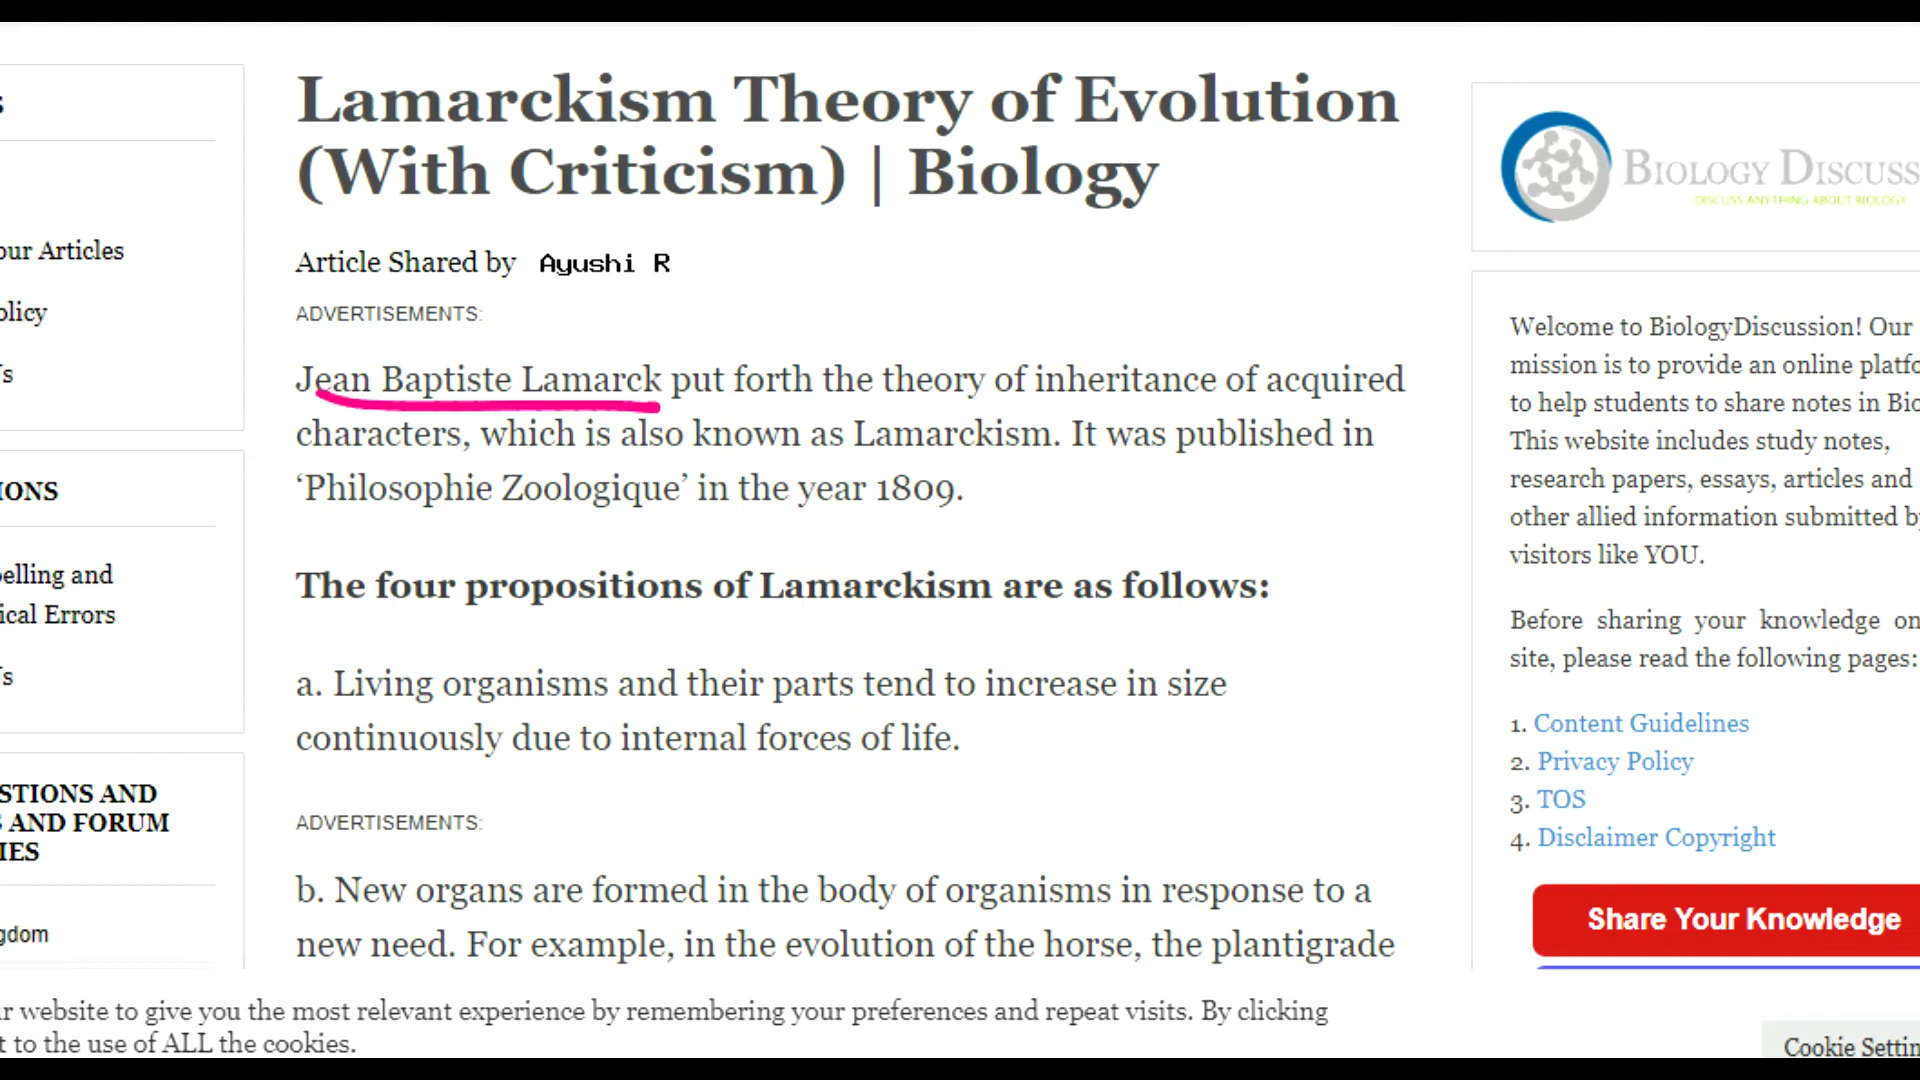 Lamarckism Theory of Evolution
(With Criticism) | Biology
Article Shared by Ayushi R
ADVERTISEMENTS:
Jean Baptiste Lamarck put forth the theory of inheritance of acquired
characters, which is also known as Lamarckism. It was published in
‘Philosophie Zoologique’ in the year 1809.
The four propositions of Lamarckism are as follows:
a. Living organisms and their parts tend to increase in size
continuously due to internal forces of life.
ADVERTISEMENTS:
b. New organs are formed in the body of organisms in response to a
new need. For example, in the evolution of the horse, the plantigrade
our Articles
olicy
IONS
elling and
ical Errors
STIONS AND
AND FORUM
IES
gdom
BIOLOGY DISCUSS
DISCUSS ANYTHING ABOUT BIOLOGY
Welcome to BiologyDiscussion! Our
mission is to provide an online platfo
to help students to share notes in Bio
This website includes study notes,
research papers, essays, articles and
other allied information submitted by
visitors like YOU.
Before sharing your knowledge on
site, please read the following pages:
1. Content Guidelines
2. Privacy Policy
3. TOS
4. Disclaimer Copyright
Share Your Knowledge
r website to give you the most relevant experience by remembering your preferences and repeat visits. By clicking
t to the use of ALL the cookies.
Cookie Settin